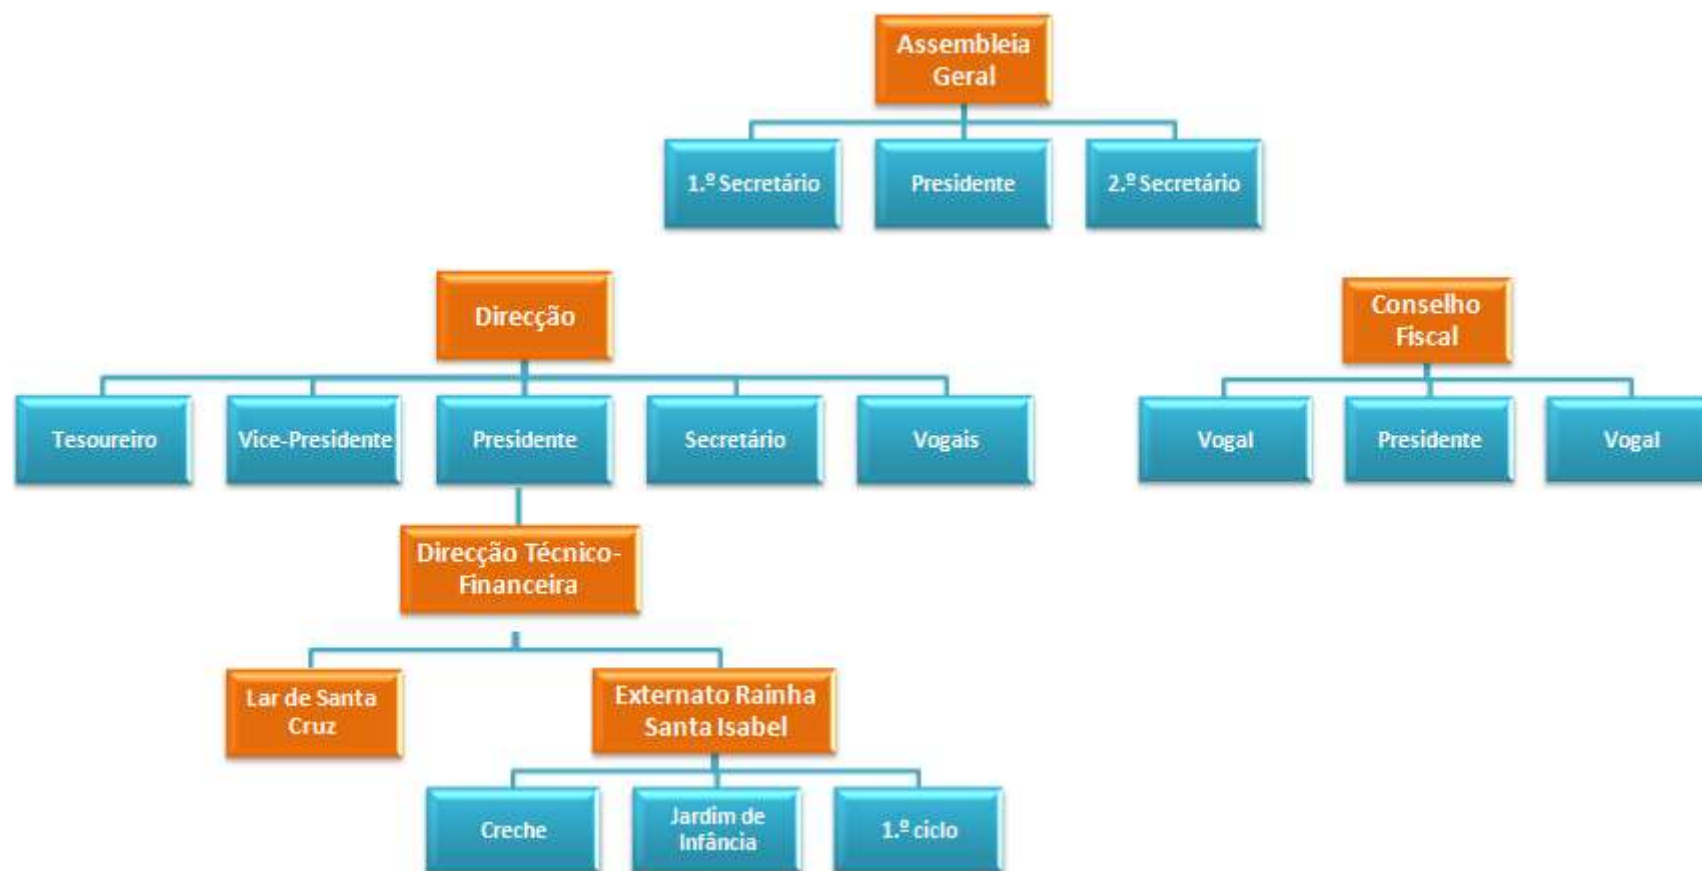 Assembleia
Geral
1.º Secretário
Presidente
2.º Secretário
Direcção
Conselho
Fiscal
Tesoureiro
Vice-Presidente
Presidente
Secretário
Vogais
Vogal
Presidente
Vogal
Direcção Técnico-
Financeira
Lar de Santa
Cruz
Externato Rainha
Santa Isabel
Creche
Jardim de
Infância
1.º ciclo